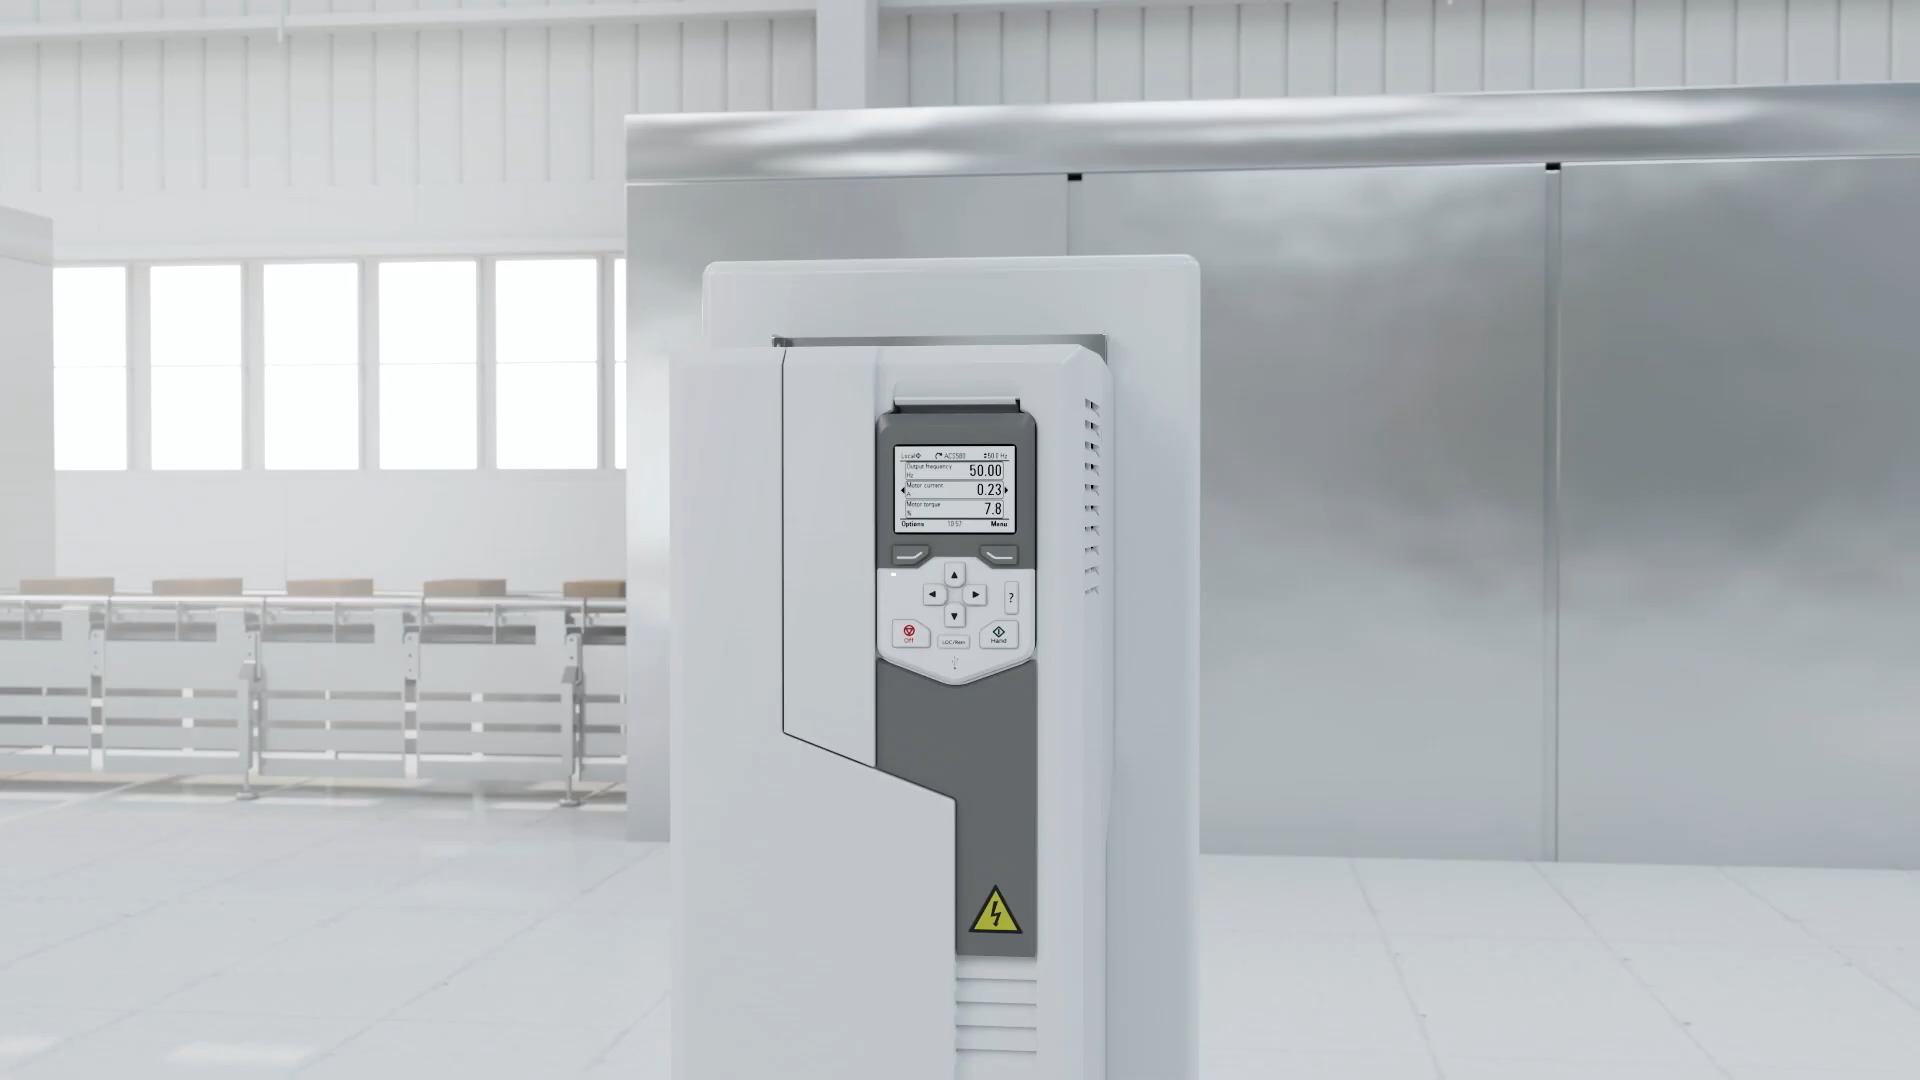 Local ACS580 50.0 Hz
Output frequency 50.00
Hz
Motor current 0.23
A
Motor torque 7.8
%
Options 10:57 Menu
?
Off LOC/Rem Hand